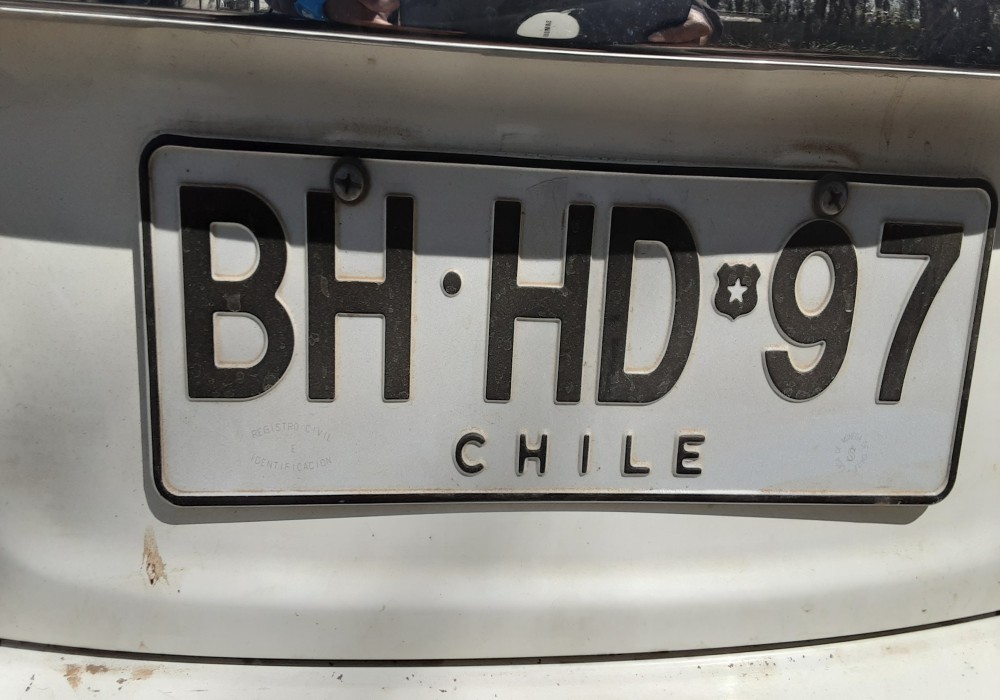 BH·HD 97
REGISTRO CIVIL
E
IDENTIFICACION
CHILE